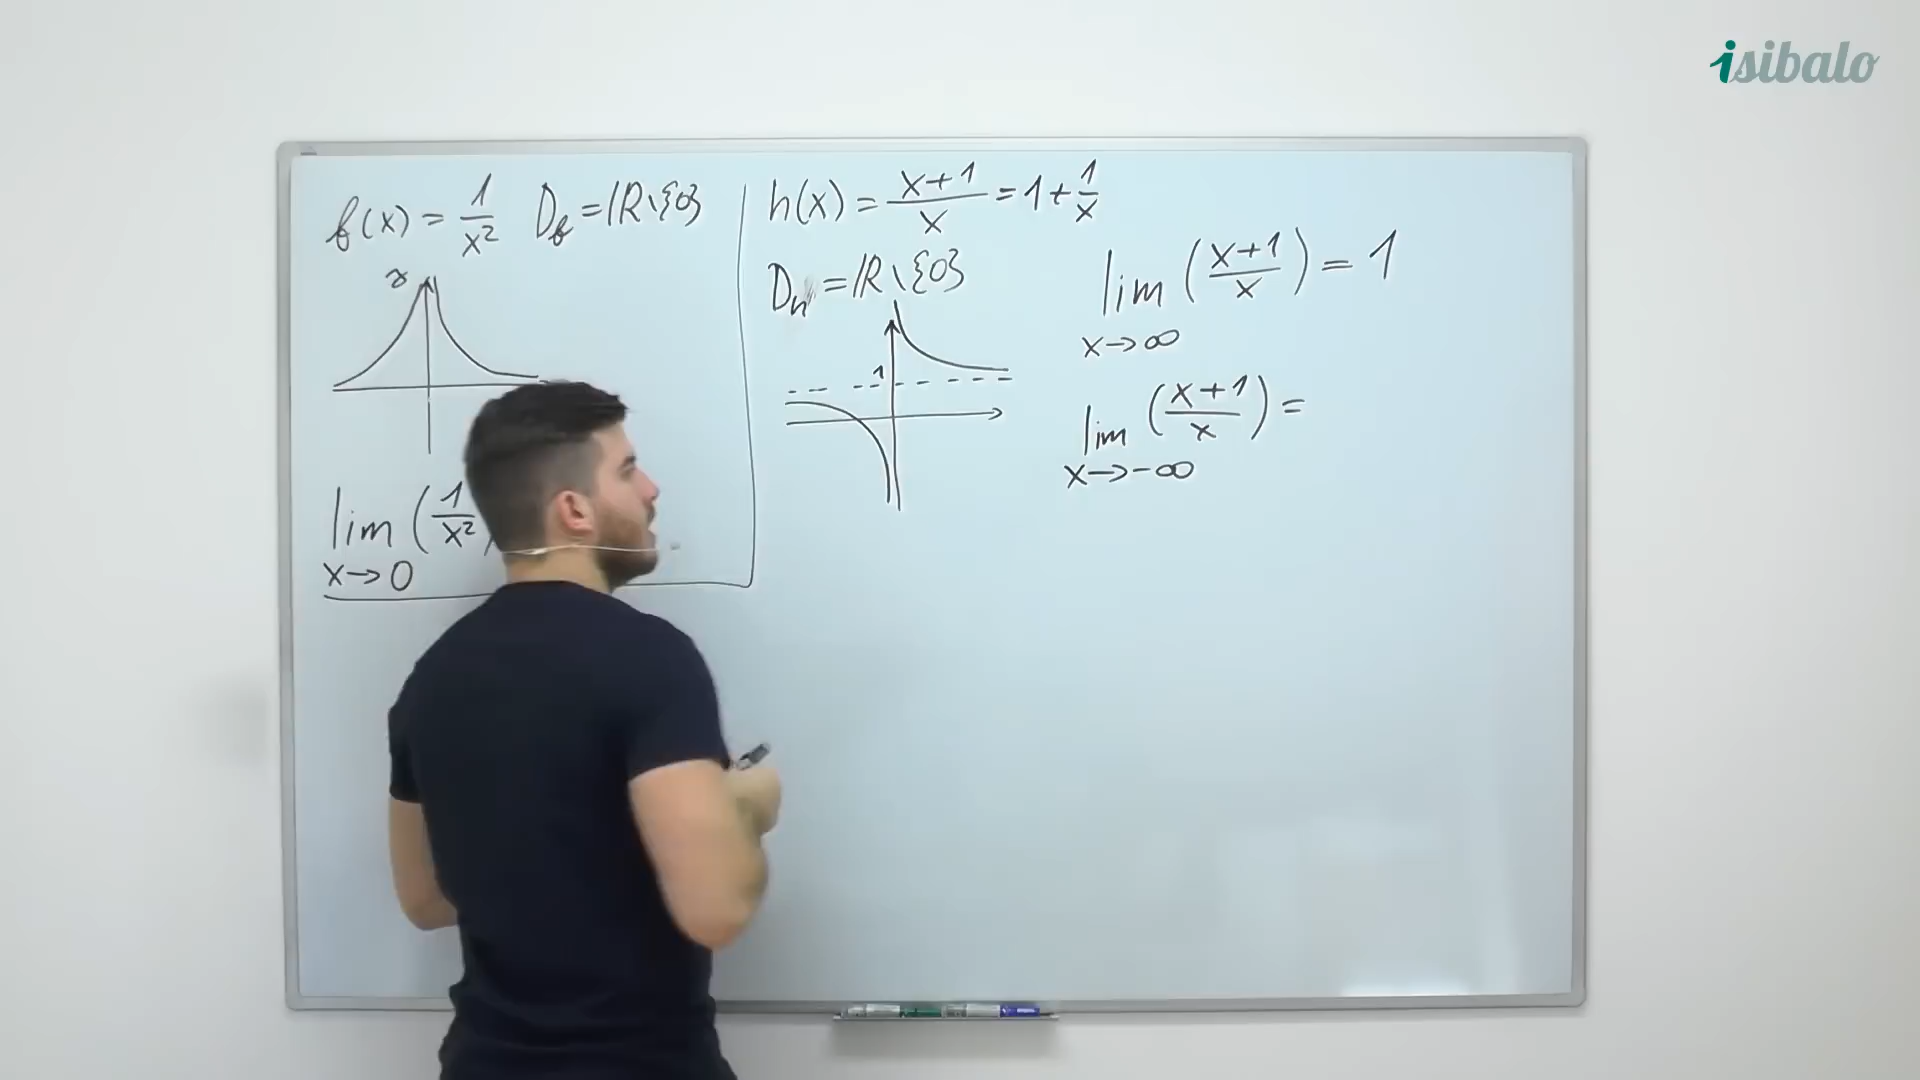 isibalo
f(x) = 1/x² D_f = ℝ\{0}
∞
lim (1/x²)
x→0
h(x) = (x+1)/x = 1 + 1/x
D_h = ℝ\{0}
1
lim ((x+1)/x) = 1
x→∞
lim ((x+1)/x) =
x→-∞